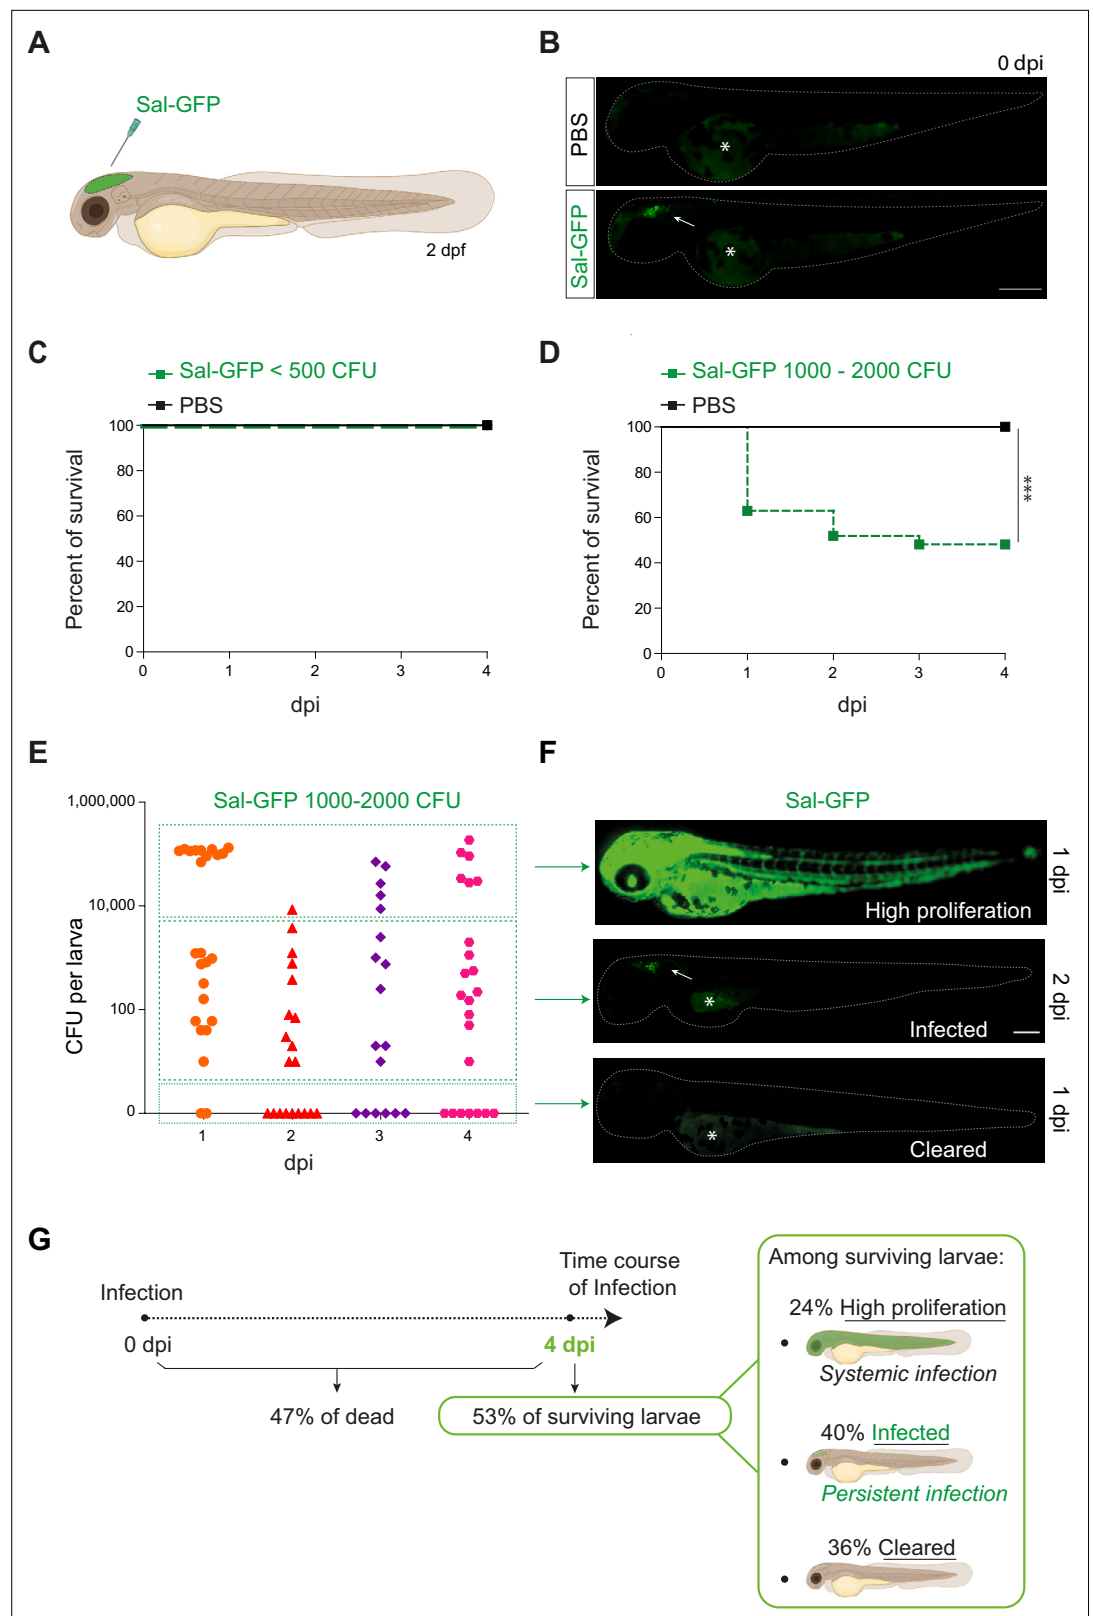 A
Sal-GFP
2 dpf
B
0 dpi
PBS
*
Sal-GFP
*
C
Sal-GFP < 500 CFU
PBS
Percent of survival
100
80
60
40
20
0
0 1 2 3 4
dpi
D
Sal-GFP 1000 - 2000 CFU
PBS
Percent of survival
100
80
60
40
20
0
0 1 2 3 4
dpi
***
E
Sal-GFP 1000-2000 CFU
CFU per larva
1,000,000
10,000
100
0
1 2 3 4
dpi
F
Sal-GFP
High proliferation
1 dpi
*
Infected
2 dpi
*
Cleared
1 dpi
G
Infection
0 dpi
Time course
of Infection
4 dpi
47% of dead
53% of surviving larvae
Among surviving larvae:
24% High proliferation
Systemic infection
40% Infected
Persistent infection
36% Cleared